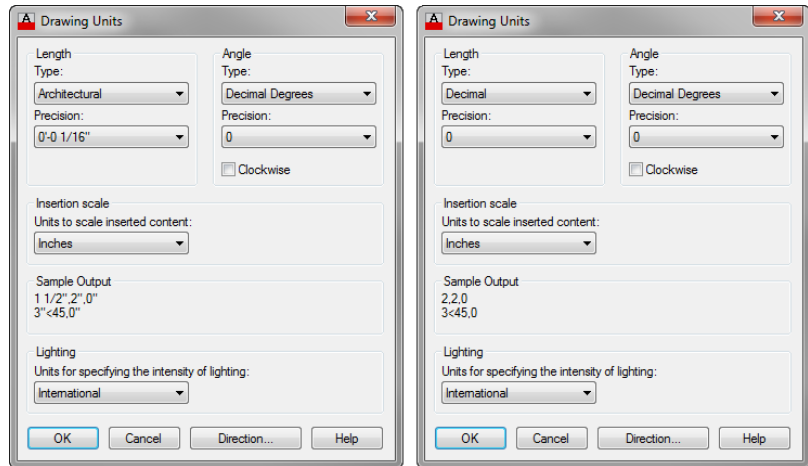 Drawing Units
Length
Type:
Architectural
Precision:
0'-0 1/16"
Angle
Type:
Decimal Degrees
Precision:
0
Clockwise
Insertion scale
Units to scale inserted content:
Inches
Sample Output
1 1/2",2",0"
3"<45,0"
Lighting
Units for specifying the intensity of lighting:
International
OK
Cancel
Direction...
Help
Drawing Units
Length
Type:
Decimal
Precision:
0
Angle
Type:
Decimal Degrees
Precision:
0
Clockwise
Insertion scale
Units to scale inserted content:
Inches
Sample Output
2,2,0
3<45,0
Lighting
Units for specifying the intensity of lighting:
International
OK
Cancel
Direction...
Help